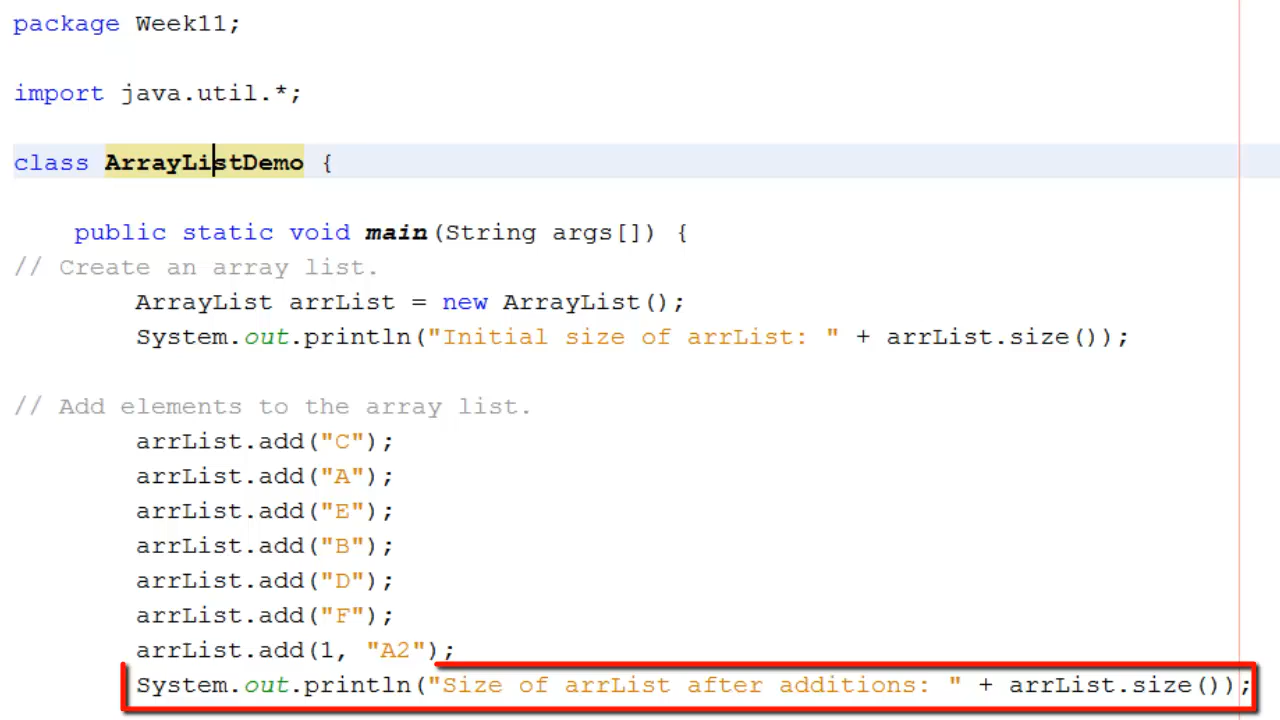 package Week11;
import java.util.*;
class ArrayListDemo {
public static void main(String args[]) {
// Create an array list.
ArrayList arrList = new ArrayList();
System.out.println("Initial size of arrList: " + arrList.size());
// Add elements to the array list.
arrList.add("C");
arrList.add("A");
arrList.add("E");
arrList.add("B");
arrList.add("D");
arrList.add("F");
arrList.add(1, "A2");
System.out.println("Size of arrList after additions: " + arrList.size());